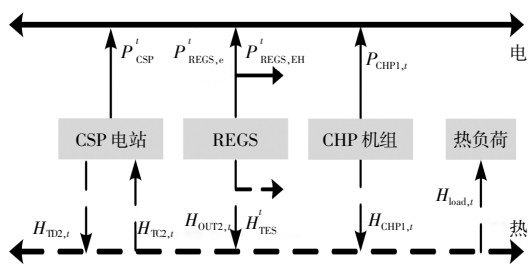 电
P^t_CSP P^t_REGS,e P^t_REGS,EH P_CHP1,t
CSP 电站 REGS CHP 机组 热负荷
H_TD2,t H_TC2,t H_OUT2,t H^t_TES H_CHP1,t H_load,t
热